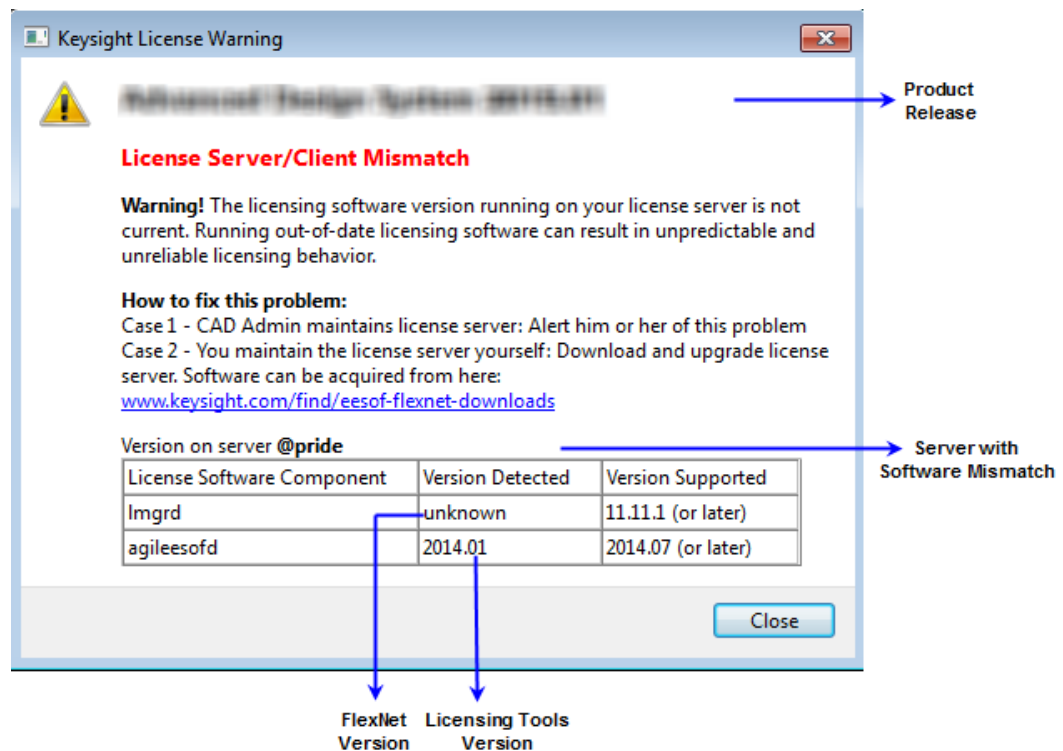 Keysight License Warning
Product
Release
License Server/Client Mismatch
Warning! The licensing software version running on your license server is not
current. Running out-of-date licensing software can result in unpredictable and
unreliable licensing behavior.
How to fix this problem:
Case 1 - CAD Admin maintains license server: Alert him or her of this problem
Case 2 - You maintain the license server yourself: Download and upgrade license
server. Software can be acquired from here:
www.keysight.com/find/eesof-flexnet-downloads
Version on server @pride
Server with
Software Mismatch
License Software Component Version Detected Version Supported
lmgrd unknown 11.11.1 (or later)
agileesofd 2014.01 2014.07 (or later)
Close
FlexNet
Version
Licensing Tools
Version